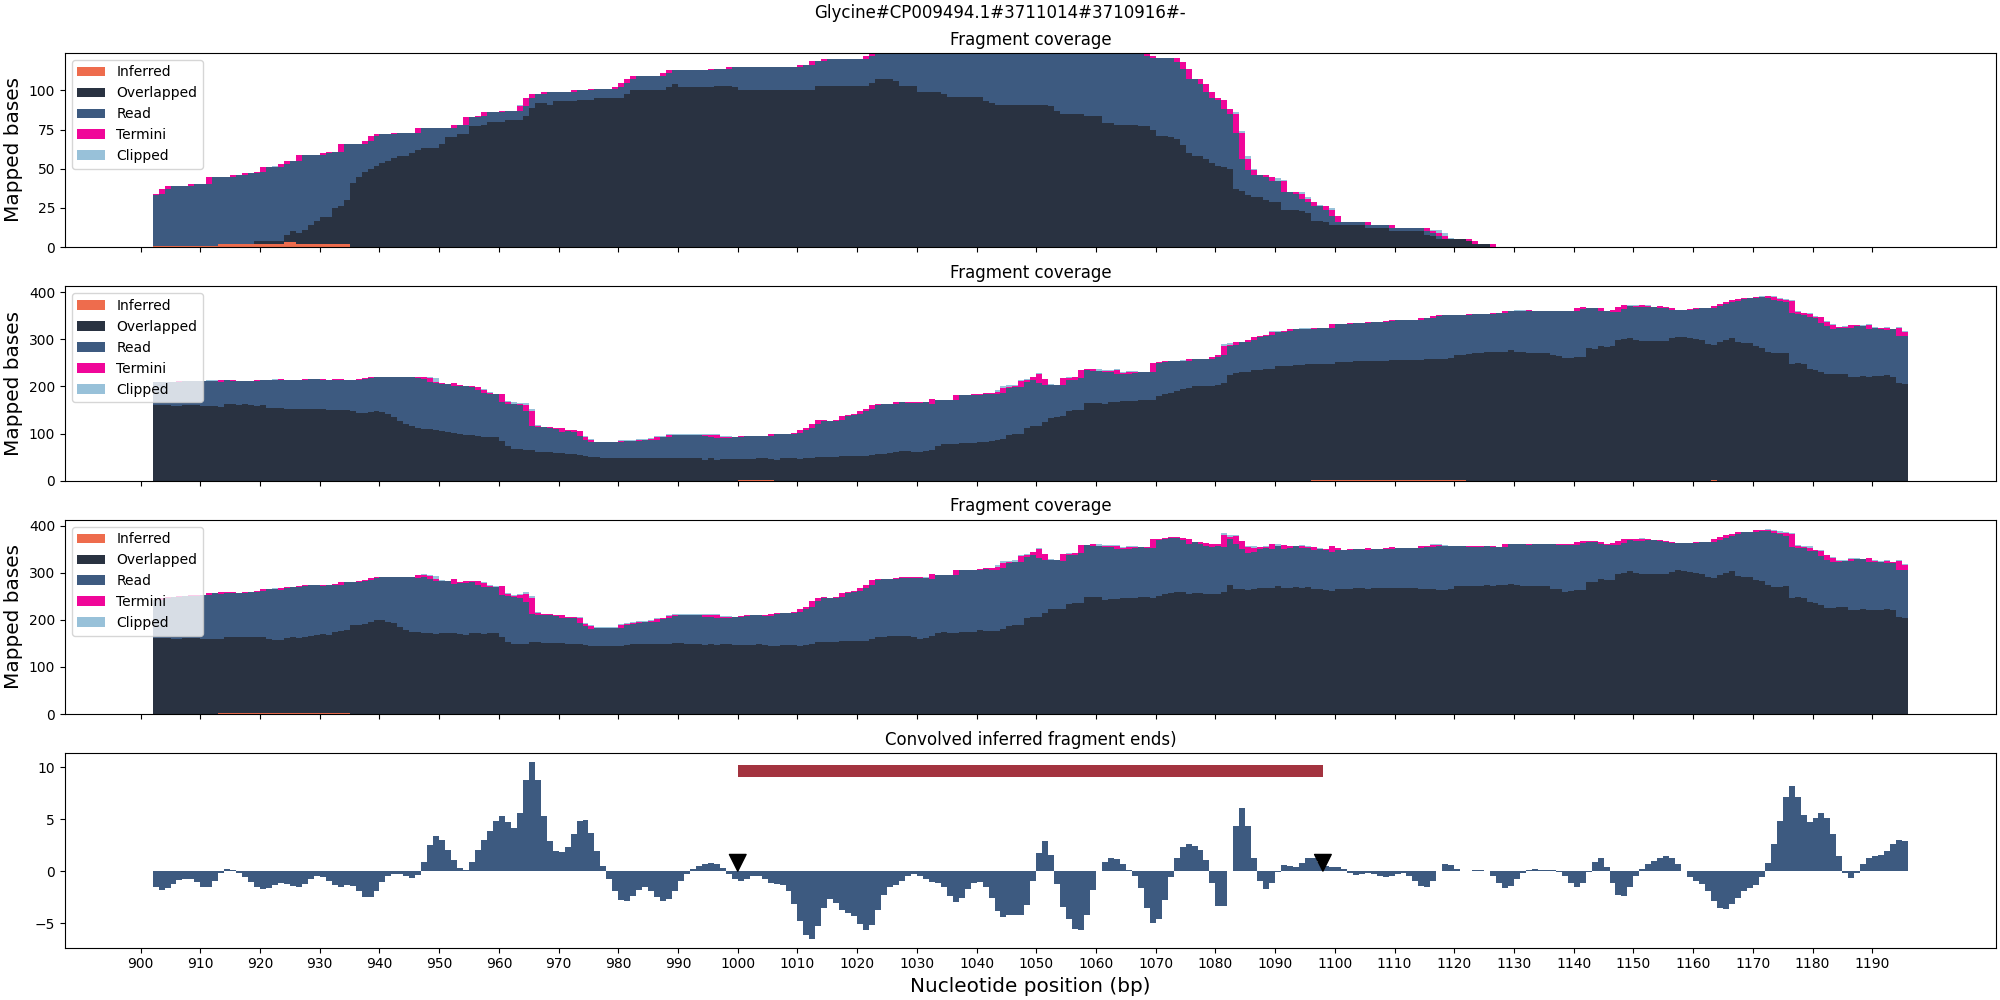 Glycine#CP009494.1#3711014#3710916#-
Fragment coverage
Mapped bases
100
75
50
25
0
Inferred
Overlapped
Read
Termini
Clipped
Fragment coverage
Mapped bases
400
300
200
100
0
Inferred
Overlapped
Read
Termini
Clipped
Fragment coverage
Mapped bases
400
300
200
100
0
Inferred
Overlapped
Read
Termini
Clipped
Convolved inferred fragment ends)
10
5
0
−5
900 910 920 930 940 950 960 970 980 990 1000 1010 1020 1030 1040 1050 1060 1070 1080 1090 1100 1110 1120 1130 1140 1150 1160 1170 1180 1190
Nucleotide position (bp)